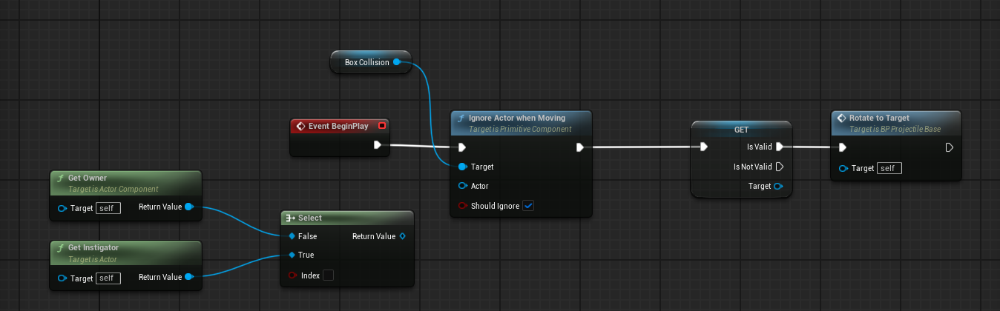 Box Collision
Event BeginPlay
Ignore Actor when Moving
Target is Primitive Component
Target
Actor
Should Ignore
GET
Is Valid
Is Not Valid
Target
Rotate to Target
Target is BP Projectile Base
Target self
Get Owner
Target is Actor Component
Target self Return Value
Get Instigator
Target is Actor
Target self Return Value
Select
False Return Value
True
Index